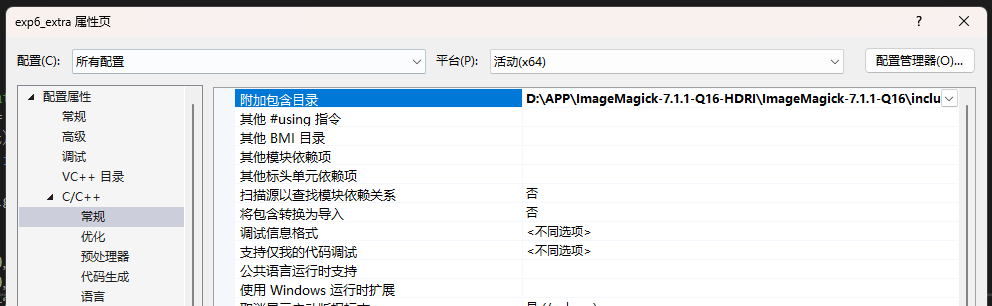 exp6_extra 属性页
配置(C): 所有配置 平台(P): 活动(x64) 配置管理器(O)...
配置属性
常规
高级
调试
VC++ 目录
C/C++
常规
优化
预处理器
代码生成
语言
附加包含目录 D:\APP\ImageMagick-7.1.1-Q16-HDRI\ImageMagick-7.1.1-Q16\inclu
其他 #using 指令
其他 BMI 目录
其他模块依赖项
其他标头单元依赖项
扫描源以查找模块依赖关系 否
将包含转换为导入 否
调试信息格式 <不同选项>
支持仅我的代码调试 <不同选项>
公共语言运行时支持
使用 Windows 运行时扩展